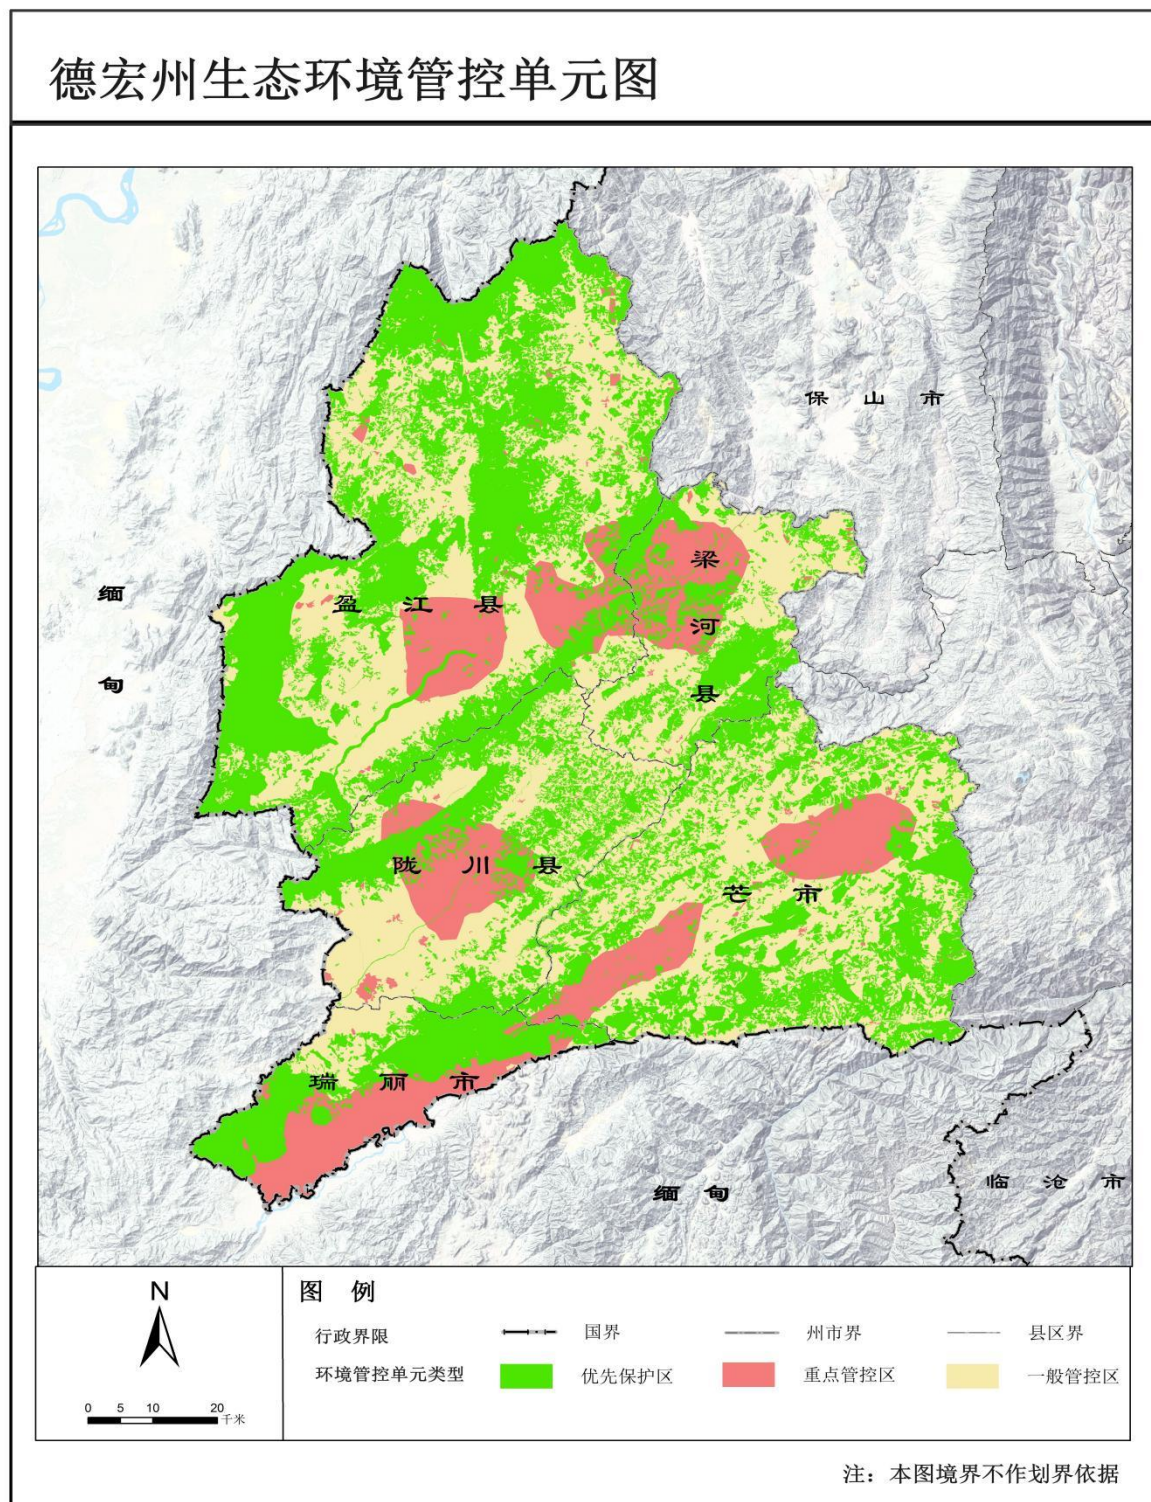 德宏州生态环境管控单元图
保山市
缅甸
盈江县
梁河县
陇川县
芒市
瑞丽市
缅甸
临沧市
N
0 5 10 20
千米
图例
行政界限 国界 州市界 县区界
环境管控单元类型 优先保护区 重点管控区 一般管控区
注：本图境界不作划界依据